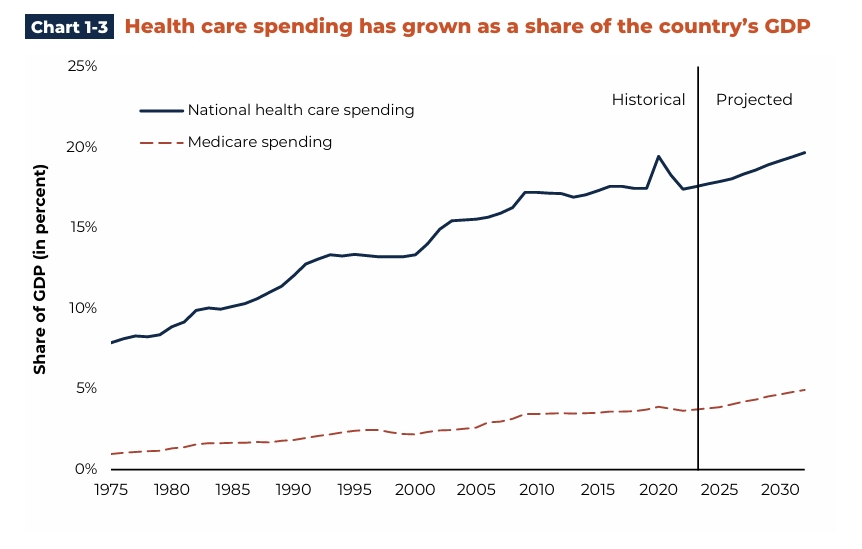 Chart 1-3 Health care spending has grown as a share of the country's GDP
25%
Historical Projected
National health care spending
Medicare spending
20%
15%
10%
5%
0%
Share of GDP (in percent)
1975 1980 1985 1990 1995 2000 2005 2010 2015 2020 2025 2030